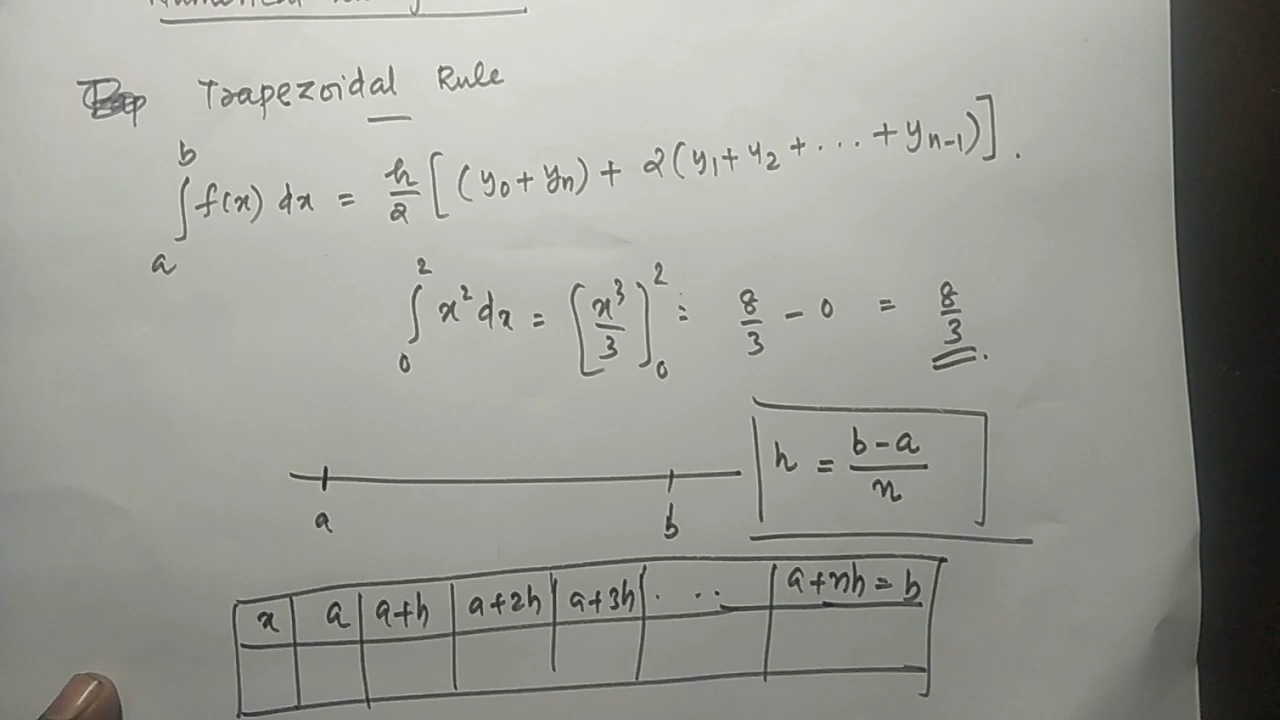 Numerical
Trapezoidal Rule
∫_a^b f(x) dx = h/2 [(y₀ + yₙ) + 2(y₁ + y₂ + ... + yₙ₋₁)].
∫_0^2 x² dx = [x³/3]_0^2 = 8/3 - 0 = 8/3.
h = (b-a)/n
a b
x a a+h a+2h a+3h . .. a+nh = b